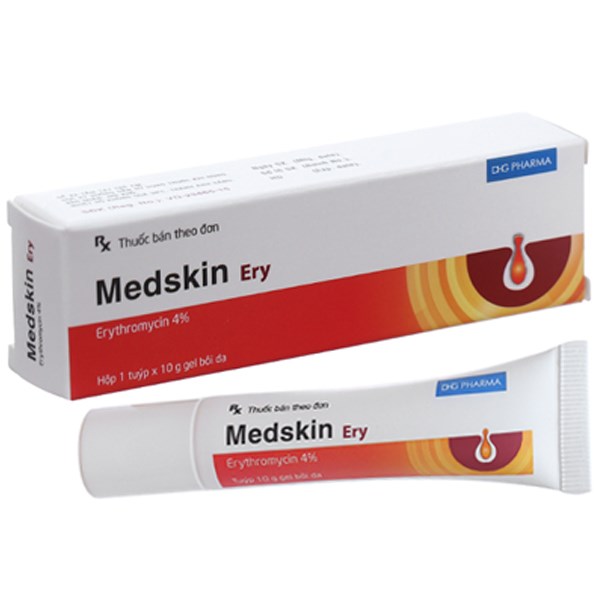 DHG PHARMA
Rx Thuốc bán theo đơn
Medskin Ery
Erythromycin 4%
Hộp 1 tuýp x 10 g gel bôi da
Medskin Ery
Erythromycin 4%
DHG PHARMA
Rx Thuốc bán theo đơn
Medskin Ery
Erythromycin 4%
Tuýp 10 g gel bôi da